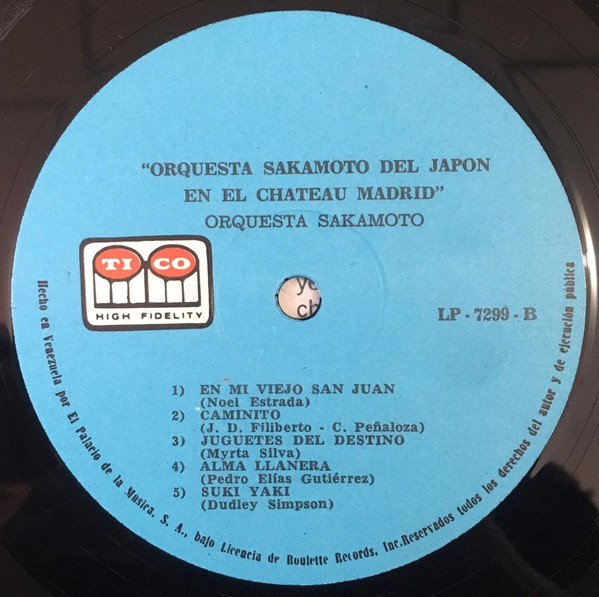 "ORQUESTA SAKAMOTO DEL JAPON
EN EL CHATEAU MADRID"
ORQUESTA SAKAMOTO
TICO
HIGH FIDELITY
LP - 7299 - B
1) EN MI VIEJO SAN JUAN
(Noel Estrada)
2) CAMINITO
(J. D. Filiberto - C. Peñaloza)
3) JUGUETES DEL DESTINO
(Myrta Silva)
4) ALMA LLANERA
(Pedro Elías Gutiérrez)
5) SUKI YAKI
(Dudley Simpson)
Hecho en Venezuela por El Palacio de la Música, S. A., bajo Licencia de Roulette Records, Inc. Reservados todos los derechos del autor y de ejecución pública